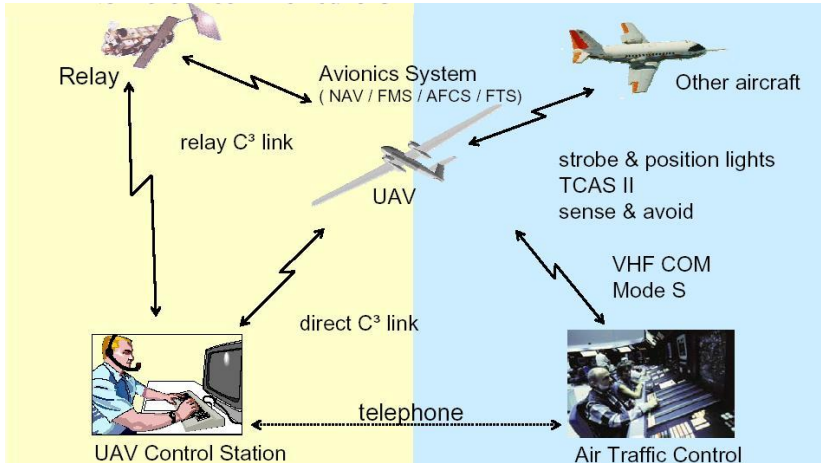 Relay
Avionics System
( NAV / FMS / AFCS / FTS)
Other aircraft
relay C³ link
UAV
strobe & position lights
TCAS II
sense & avoid
VHF COM
Mode S
direct C³ link
telephone
UAV Control Station
Air Traffic Control